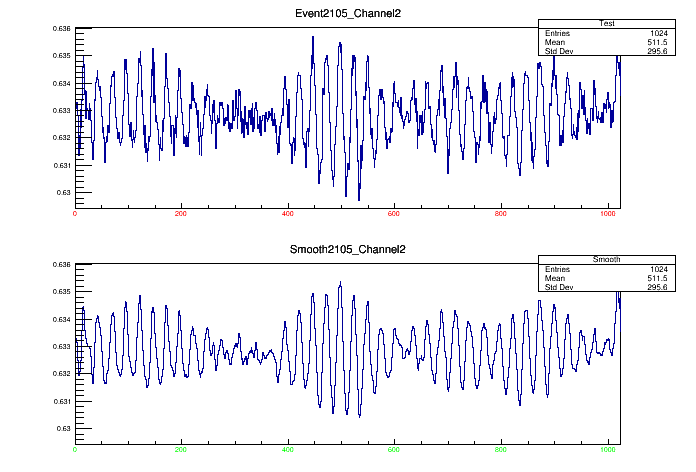 Event2105_Channel2
Test
Entries 1024
Mean 511.5
Std Dev 295.6
0.636
0.635
0.634
0.633
0.632
0.631
0.63
0 200 400 600 800 1000
Smooth2105_Channel2
Smooth
Entries 1024
Mean 511.5
Std Dev 295.6
0.636
0.635
0.634
0.633
0.632
0.631
0.63
0 200 400 600 800 1000